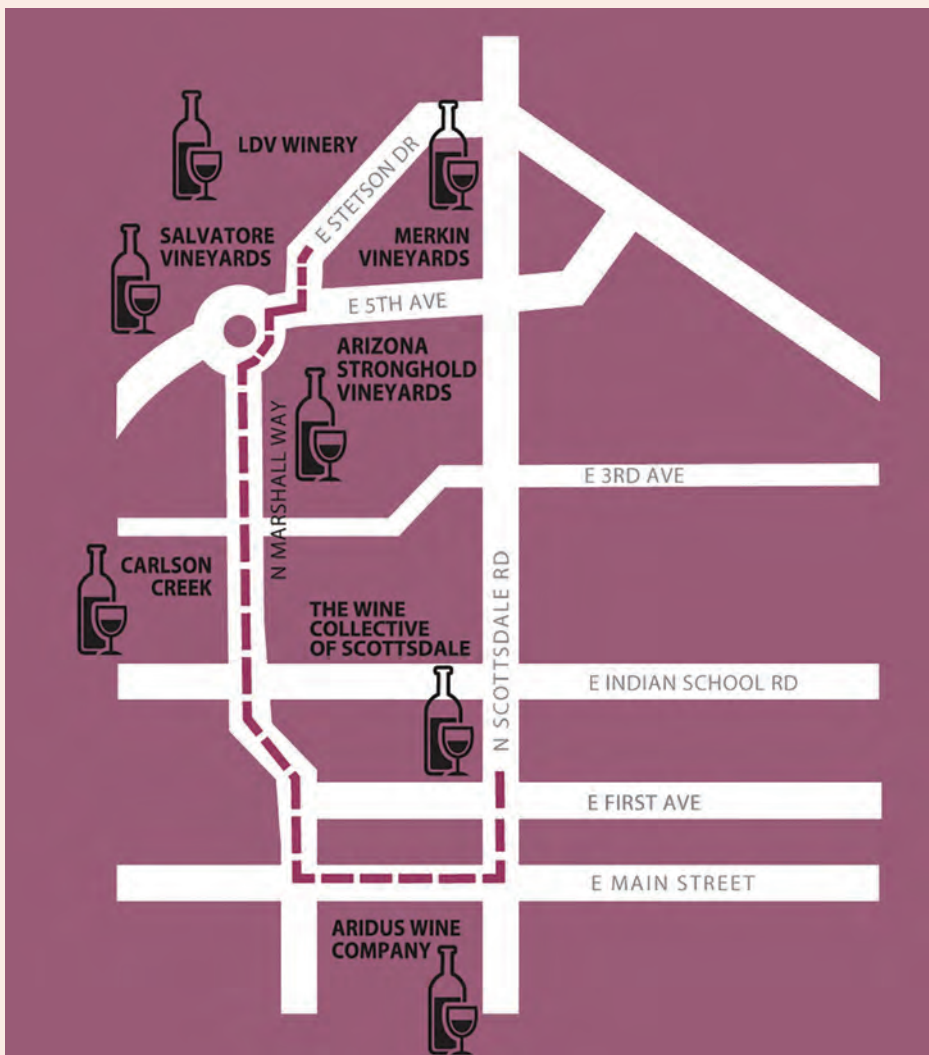 LDV WINERY
E STETSON DR
SALVATORE
VINEYARDS
MERKIN
VINEYARDS
E 5TH AVE
ARIZONA
STRONGHOLD
VINEYARDS
N MARSHALL WAY
E 3RD AVE
CARLSON
CREEK
THE WINE
COLLECTIVE
OF SCOTTSDALE
N SCOTTSDALE RD
E INDIAN SCHOOL RD
E FIRST AVE
E MAIN STREET
ARIDUS WINE
COMPANY